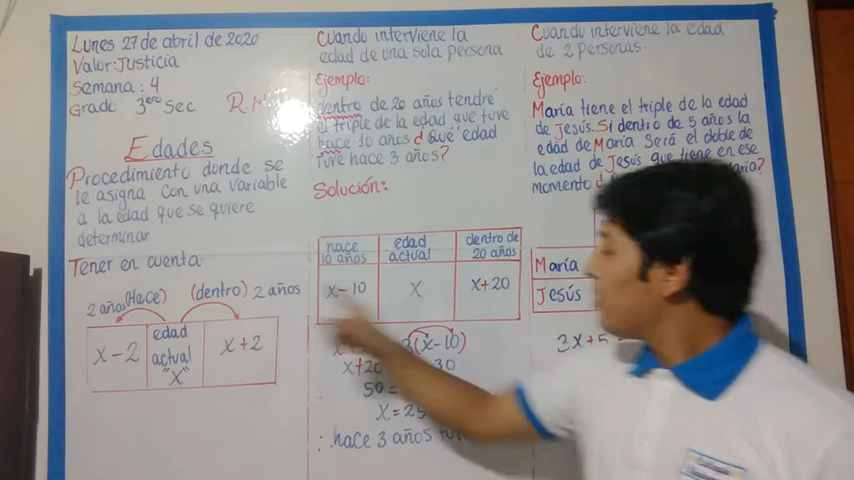 Lunes 27 de abril de 2020
Valor: Justicia
Semana: 4
Grado 3ero Sec
R.M
Edades
Procedimiento donde se
le asigna con una variable
a la edad que se quiere
determinar
Tener en cuenta:
2 años (Hace) (dentro) 2 años
x-2 edad actual "x" x+2
Cuando interviene la
edad de una sola persona
Ejemplo:
dentro de 20 años tendré
el triple de la edad que tuve
hace 10 años ¿ Qué edad
tuve hace 3 años?
Solución:
hace 10 años edad actual dentro de 20 años
x-10 x x+20
3(x-10)
x+20 30
50=
x=25
∴ hace 3 años
Cuando interviene la edad
de 2 personas.
Ejemplo:
María tiene el triple de la edad
de Jesús. Si dentro de 5 años la
edad de María será el doble de
la edad de Jesús que tiene en ese
momento
María
Jesús
3x+5